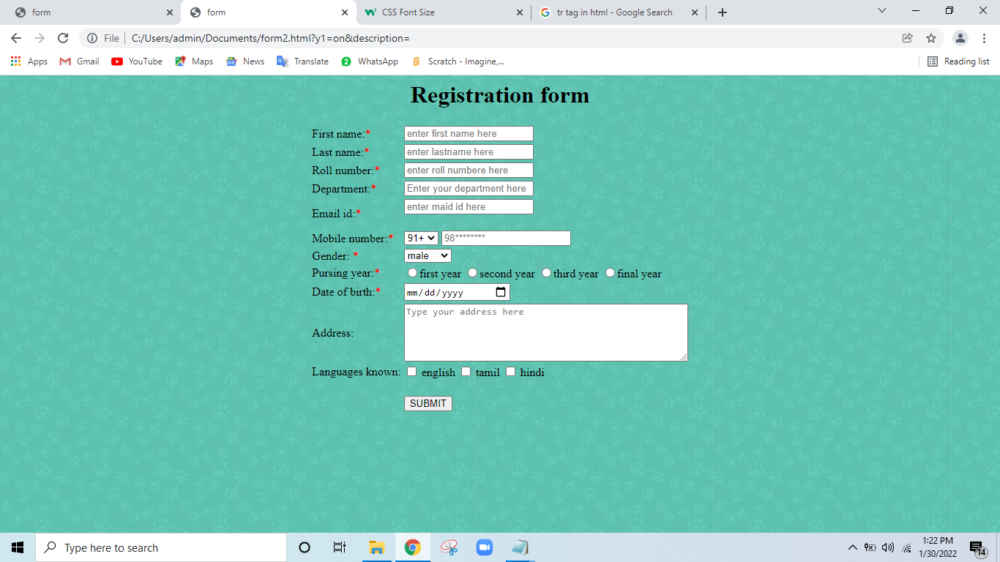 form
form
CSS Font Size
tr tag in html - Google Search
File C:/Users/admin/Documents/form2.html?y1=on&description=
Apps Gmail YouTube Maps News Translate 2 WhatsApp Scratch - Imagine,... Reading list
Registration form
First name:* enter first name here
Last name:* enter lastname here
Roll number:* enter roll numbere here
Department:* Enter your department here
Email id:* enter maid id here
Mobile number:* 91+ 98********
Gender: * male
Pursing year:* first year second year third year final year
Date of birth:* mm/dd/yyyy
Address: Type your address here
Languages known: english tamil hindi
SUBMIT
Type here to search
1:22 PM
1/30/2022
14